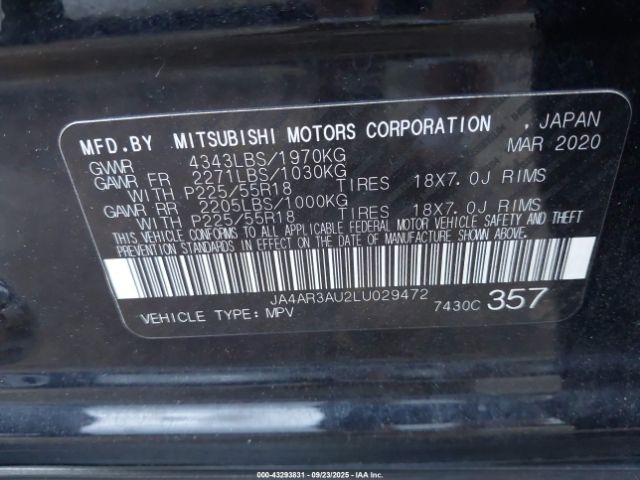 MFD.BY MITSUBISHI MOTORS CORPORATION , JAPAN
MAR 2020
GVWR 4343LBS/1970KG
GAWR FR 2271LBS/1030KG
WITH P225/55R18 TIRES 18X7.0J RIMS
GAWR RR 2205LBS/1000KG
WITH P225/55R18 TIRES 18X7.0J RIMS
THIS VEHICLE CONFORMS TO ALL APPLICABLE FEDERAL MOTOR VEHICLE SAFETY AND THEFT
PREVENTION STANDARDS IN EFFECT ON THE DATE OF MANUFACTURE SHOWN ABOVE.
JA4AR3AU2LU029472
VEHICLE TYPE: MPV 7430C 357
000-43293831 - 09/23/2025 - IAA, Inc.